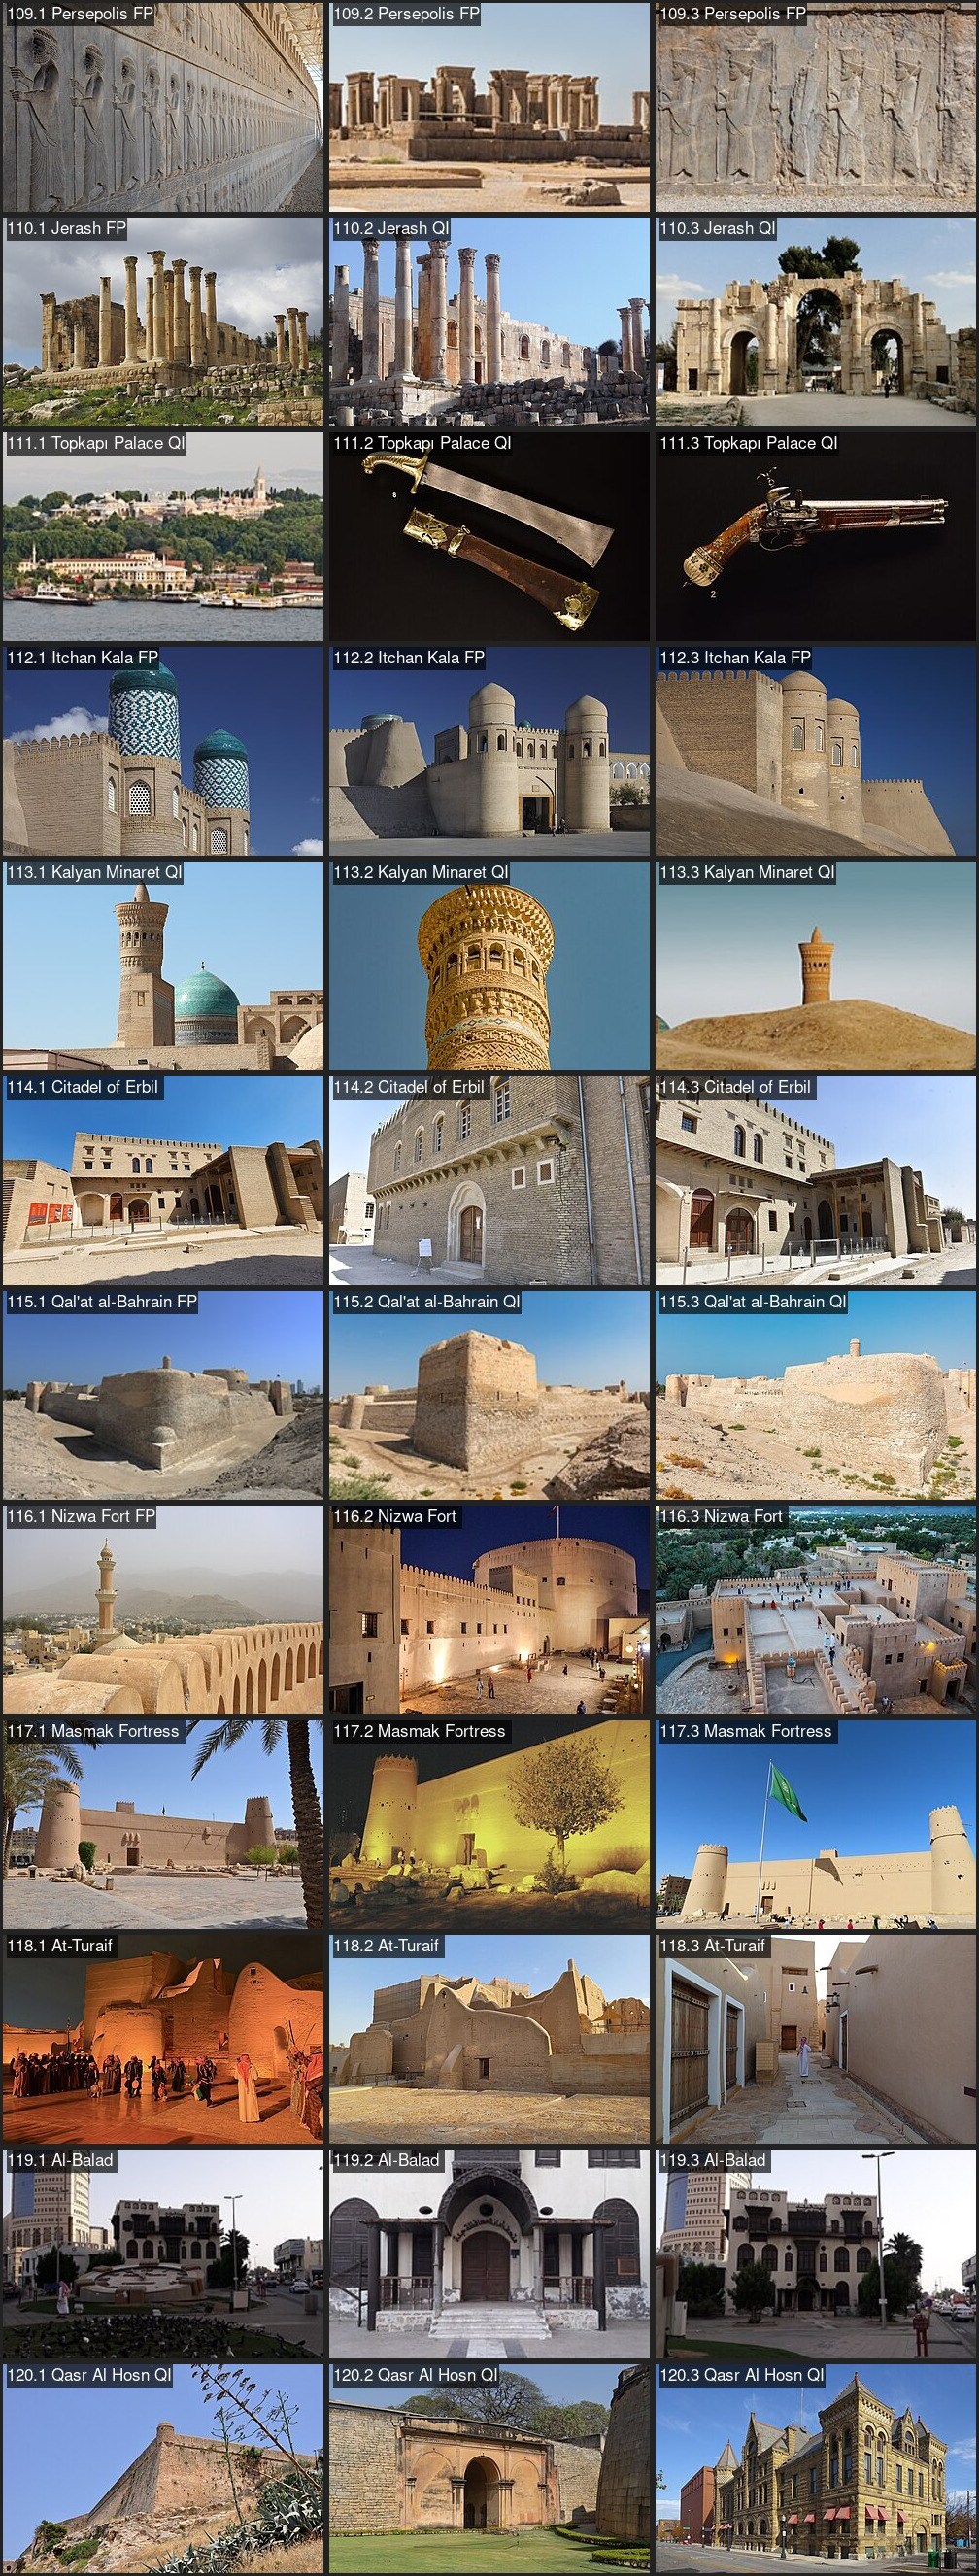 109.1 Persepolis FP
109.2 Persepolis FP
109.3 Persepolis FP
110.1 Jerash FP
110.2 Jerash QI
110.3 Jerash QI
111.1 Topkapı Palace QI
111.2 Topkapı Palace QI
111.3 Topkapı Palace QI
112.1 Itchan Kala FP
112.2 Itchan Kala FP
112.3 Itchan Kala FP
113.1 Kalyan Minaret QI
113.2 Kalyan Minaret QI
113.3 Kalyan Minaret QI
114.1 Citadel of Erbil
114.2 Citadel of Erbil
114.3 Citadel of Erbil
115.1 Qal'at al-Bahrain FP
115.2 Qal'at al-Bahrain QI
115.3 Qal'at al-Bahrain QI
116.1 Nizwa Fort FP
116.2 Nizwa Fort
116.3 Nizwa Fort
117.1 Masmak Fortress
117.2 Masmak Fortress
117.3 Masmak Fortress
118.1 At-Turaif
118.2 At-Turaif
118.3 At-Turaif
119.1 Al-Balad
119.2 Al-Balad
119.3 Al-Balad
120.1 Qasr Al Hosn QI
120.2 Qasr Al Hosn QI
120.3 Qasr Al Hosn QI